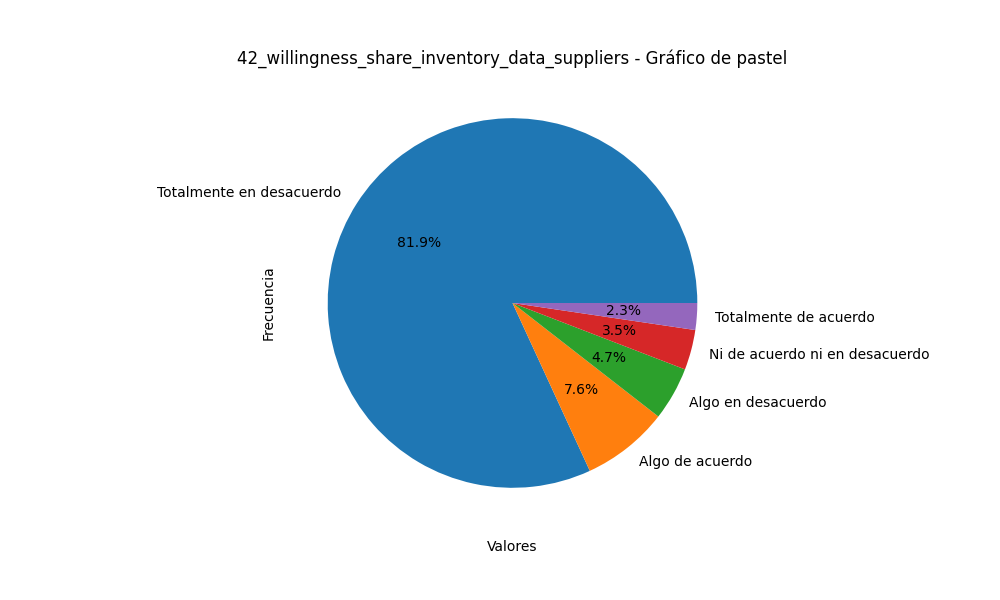 42_willingness_share_inventory_data_suppliers - Gráfico de pastel
Totalmente en desacuerdo
81.9%
Frecuencia
2.3%
Totalmente de acuerdo
3.5%
Ni de acuerdo ni en desacuerdo
4.7%
Algo en desacuerdo
7.6%
Algo de acuerdo
Valores